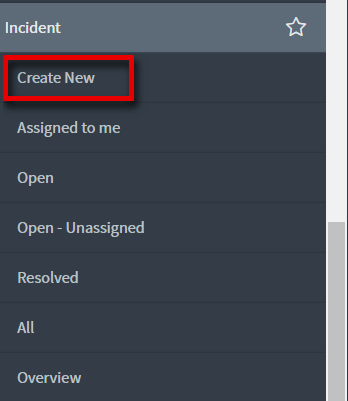 Incident
Create New
Assigned to me
Open
Open - Unassigned
Resolved
All
Overview